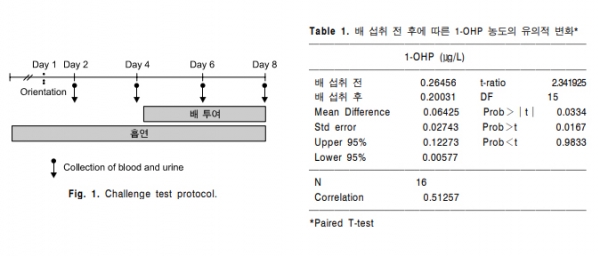 Day 1 Day 2 Day 4 Day 6 Day 8
Orientation
배 투여
흡연
Collection of blood and urine
Fig. 1. Challenge test protocol.
Table 1. 배 섭취 전 후에 따른 1-OHP 농도의 유의적 변화*
1-OHP (μg/L)
배 섭취 전 0.26456 t-ratio 2.341925
배 섭취 후 0.20031 DF 15
Mean Difference 0.06425 Prob>|t| 0.0334
Std error 0.02743 Prob>t 0.0167
Upper 95% 0.12273 Prob<t 0.9833
Lower 95% 0.00577
N 16
Correlation 0.51257
*Paired T-test